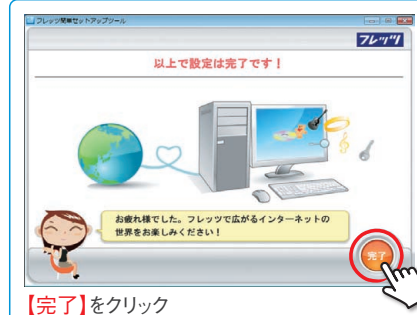 フレッツ簡単セットアップツール
フレッツ
以上で設定は完了です！
お疲れ様でした。フレッツで広がるインターネットの
世界をお楽しみください！
完了
【完了】をクリック